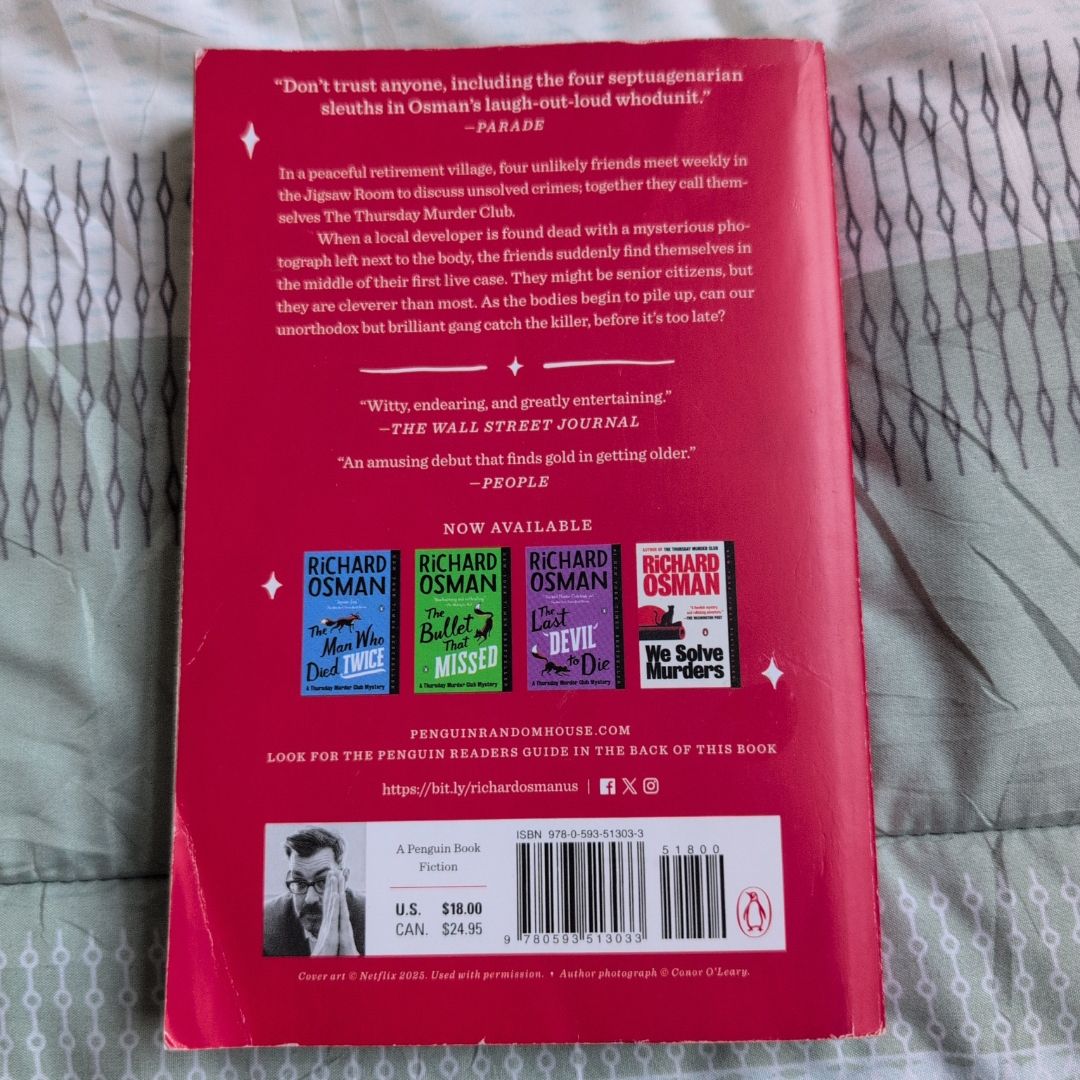 “Don’t trust anyone, including the four septuagenarian
sleuths in Osman’s laugh-out-loud whodunit.”
—PARADE
In a peaceful retirement village, four unlikely friends meet weekly in
the Jigsaw Room to discuss unsolved crimes; together they call them-
selves The Thursday Murder Club.
When a local developer is found dead with a mysterious pho-
tograph left next to the body, the friends suddenly find themselves in
the middle of their first live case. They might be senior citizens, but
they are cleverer than most. As the bodies begin to pile up, can our
unorthodox but brilliant gang catch the killer, before it’s too late?
“Witty, endearing, and greatly entertaining.”
—THE WALL STREET JOURNAL
“An amusing debut that finds gold in getting older.”
—PEOPLE
NOW AVAILABLE
RiCHARD
OSMAN
The
Man Who
Died TWICE
A Thursday Murder Club Mystery
RiCHARD
OSMAN
The
Bullet
That
MISSED
A Thursday Murder Club Mystery
RiCHARD
OSMAN
The
Last
DEVIL
to Die
A Thursday Murder Club Mystery
AUTHOR OF THE THURSDAY MURDER CLUB
RiCHARD
OSMAN
—THE WASHINGTON POST
We Solve
Murders
PENGUINRANDOMHOUSE.COM
LOOK FOR THE PENGUIN READERS GUIDE IN THE BACK OF THIS BOOK
https://bit.ly/richardosmanus |
A Penguin Book
Fiction
U.S. $18.00
CAN. $24.95
ISBN 978-0-593-51303-3
51800
9 780593 513033
Cover art © Netflix 2025. Used with permission. • Author photograph © Conor O’Leary.